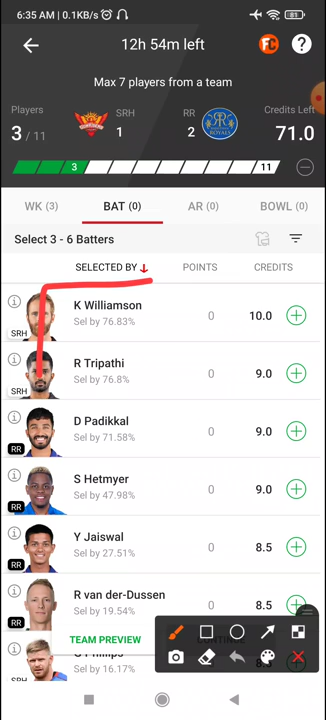 6:35 AM | 0.1KB/s 81
12h 54m left FC ?
Max 7 players from a team
Players SRH RR Credits Left
3 / 11 1 2 ROYALS 71.0
3 11
WK (3) BAT (0) AR (0) BOWL (0)
Select 3 - 6 Batters
SELECTED BY POINTS CREDITS
K Williamson
Sel by 76.83% 0 10.0
SRH
R Tripathi
Sel by 76.8% 0 9.0
SRH
D Padikkal
Sel by 71.58% 0 9.0
RR
S Hetmyer
Sel by 47.98% 0 9.0
RR
Y Jaiswal
Sel by 27.51% 0 8.5
RR
R van der-Dussen
Sel by 19.54% 0 8.5
RR
TEAM PREVIEW
Sel by 16.17%